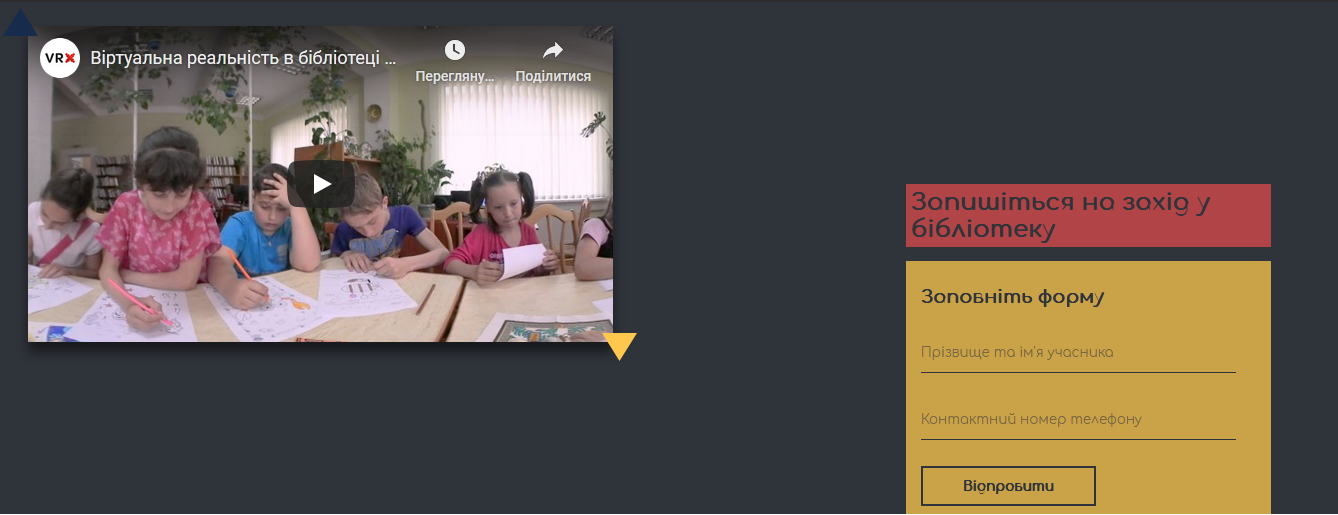 VRX
Віртуальна реальність в бібліотеці ...
Перегляну...
Поділитися
Запишіться на захід у
бібліотеку
Заповніть форму
Прізвище та ім'я учасника
Контактний номер телефону
Відправити